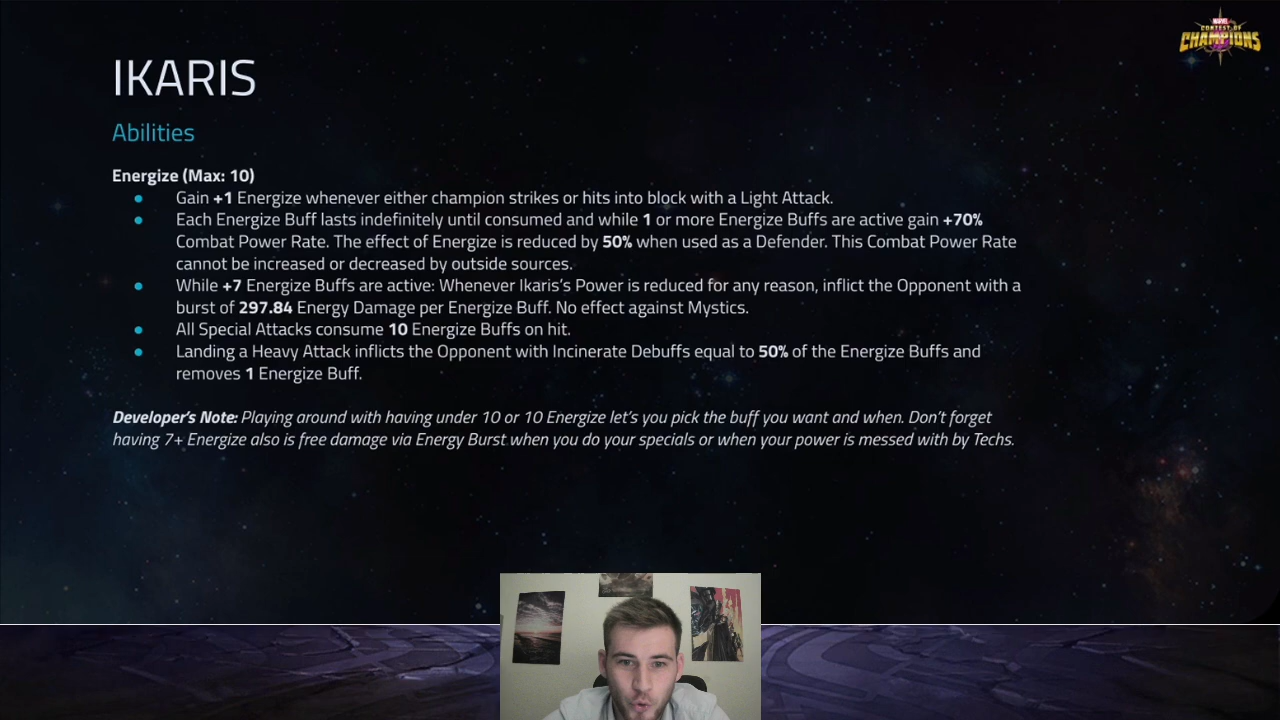 MARVEL
CONTEST OF
CHAMPIONS
IKARIS
Abilities
Energize (Max: 10)
Gain +1 Energize whenever either champion strikes or hits into block with a Light Attack.
Each Energize Buff lasts indefinitely until consumed and while 1 or more Energize Buffs are active gain +70%
Combat Power Rate. The effect of Energize is reduced by 50% when used as a Defender. This Combat Power Rate
cannot be increased or decreased by outside sources.
While +7 Energize Buffs are active: Whenever Ikaris's Power is reduced for any reason, inflict the Opponent with a
burst of 297.84 Energy Damage per Energize Buff. No effect against Mystics.
All Special Attacks consume 10 Energize Buffs on hit.
Landing a Heavy Attack inflicts the Opponent with Incinerate Debuffs equal to 50% of the Energize Buffs and
removes 1 Energize Buff.
Developer's Note: Playing around with having under 10 or 10 Energize let's you pick the buff you want and when. Don't forget
having 7+ Energize also is free damage via Energy Burst when you do your specials or when your power is messed with by Techs.